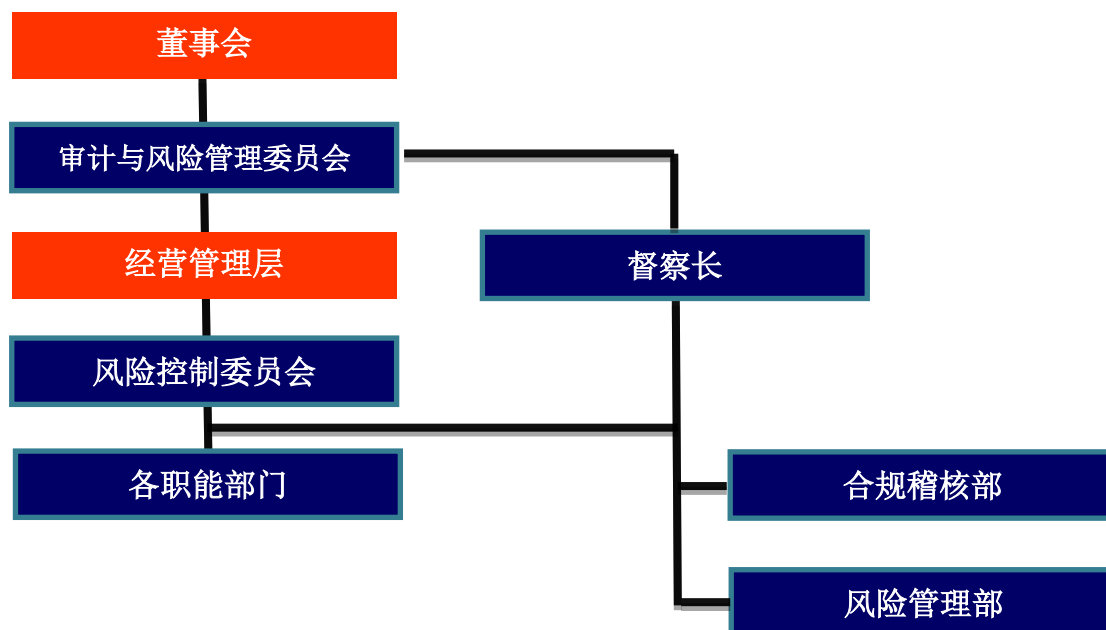 董事会
审计与风险管理委员会
经营管理层
督察长
风险控制委员会
各职能部门
合规稽核部
风险管理部